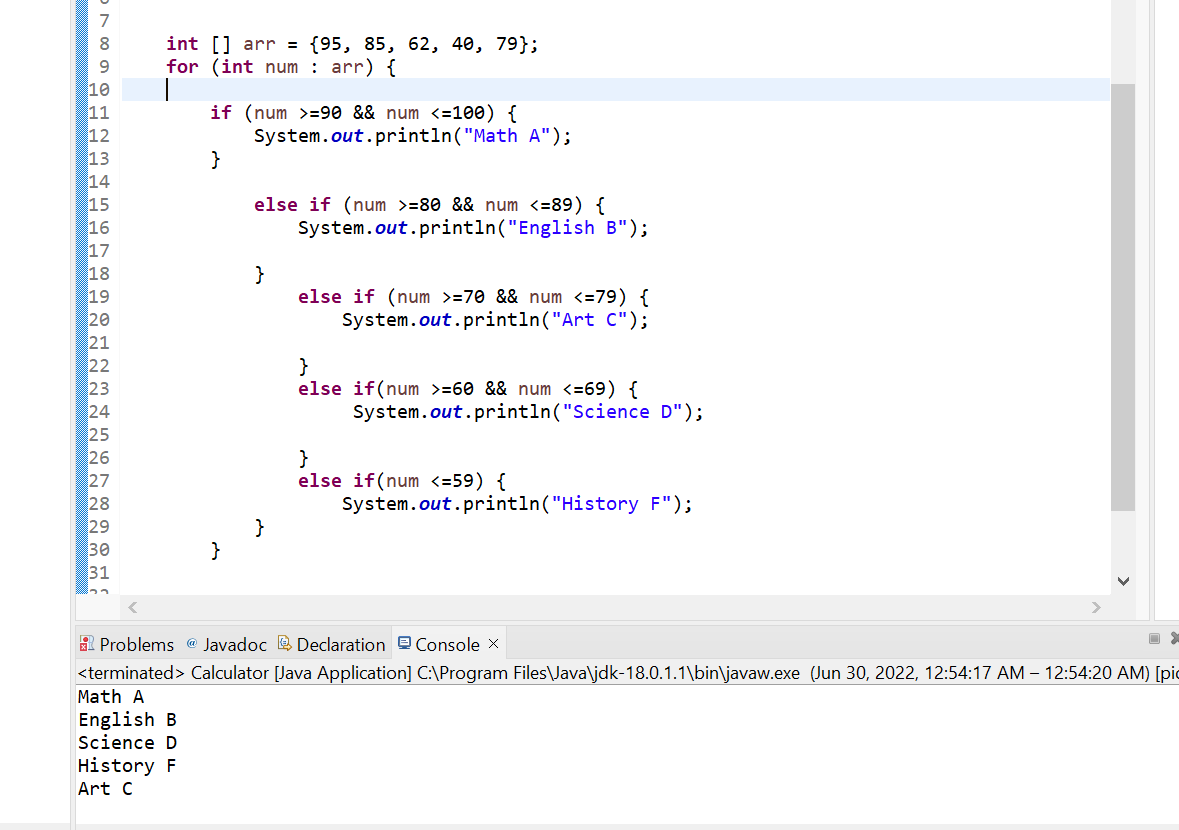 7
8 int [] arr = {95, 85, 62, 40, 79};
9 for (int num : arr) {
10
11 if (num >=90 && num <=100) {
12 System.out.println("Math A");
13 }
14
15 else if (num >=80 && num <=89) {
16 System.out.println("English B");
17
18 }
19 else if (num >=70 && num <=79) {
20 System.out.println("Art C");
21
22 }
23 else if(num >=60 && num <=69) {
24 System.out.println("Science D");
25
26 }
27 else if(num <=59) {
28 System.out.println("History F");
29 }
30 }
31
Problems @ Javadoc Declaration Console
<terminated> Calculator [Java Application] C:\Program Files\Java\jdk-18.0.1.1\bin\javaw.exe (Jun 30, 2022, 12:54:17 AM – 12:54:20 AM) [pid
Math A
English B
Science D
History F
Art C